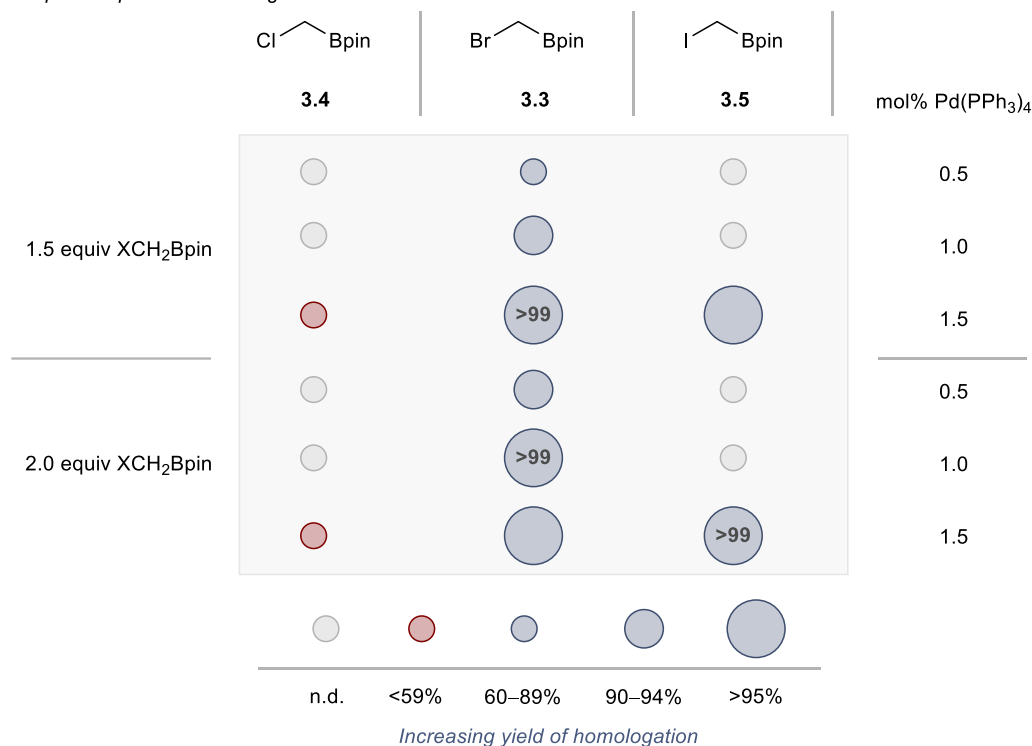 Cl Bpin Br Bpin I Bpin
3.4 3.3 3.5 mol% Pd(PPh3)4
0.5
1.0
1.5 equiv XCH2Bpin
>99 1.5
0.5
2.0 equiv XCH2Bpin >99 1.0
>99 1.5
n.d. <59% 60–89% 90–94% >95%
Increasing yield of homologation